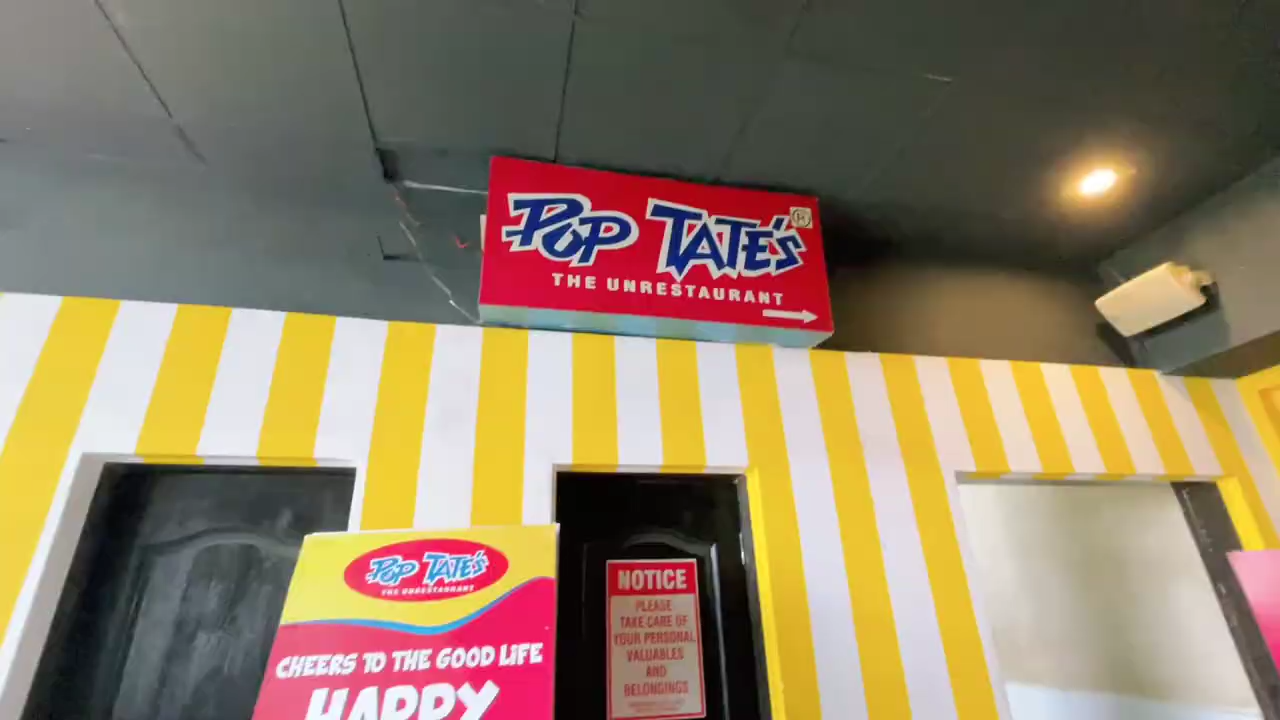 POP TATE'S ®
THE UNRESTAURANT
POP TATE'S
THE UNRESTAURANT
CHEERS TO THE GOOD LIFE
HAPPY
NOTICE
PLEASE
TAKE CARE OF
YOUR PERSONAL
VALUABLES
AND
BELONGINGS